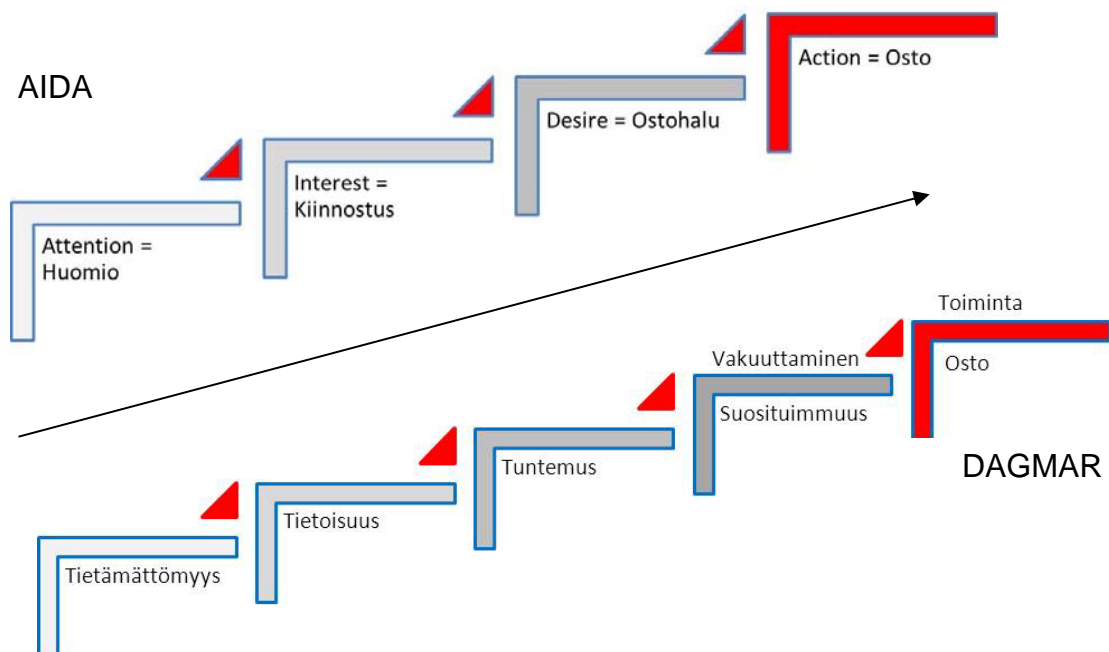 AIDA
Attention =
Huomio
Interest =
Kiinnostus
Desire = Ostohalu
Action = Osto
DAGMAR
Tietämättömyys
Tietoisuus
Tuntemus
Vakuuttaminen
Suosituimmuus
Toiminta
Osto